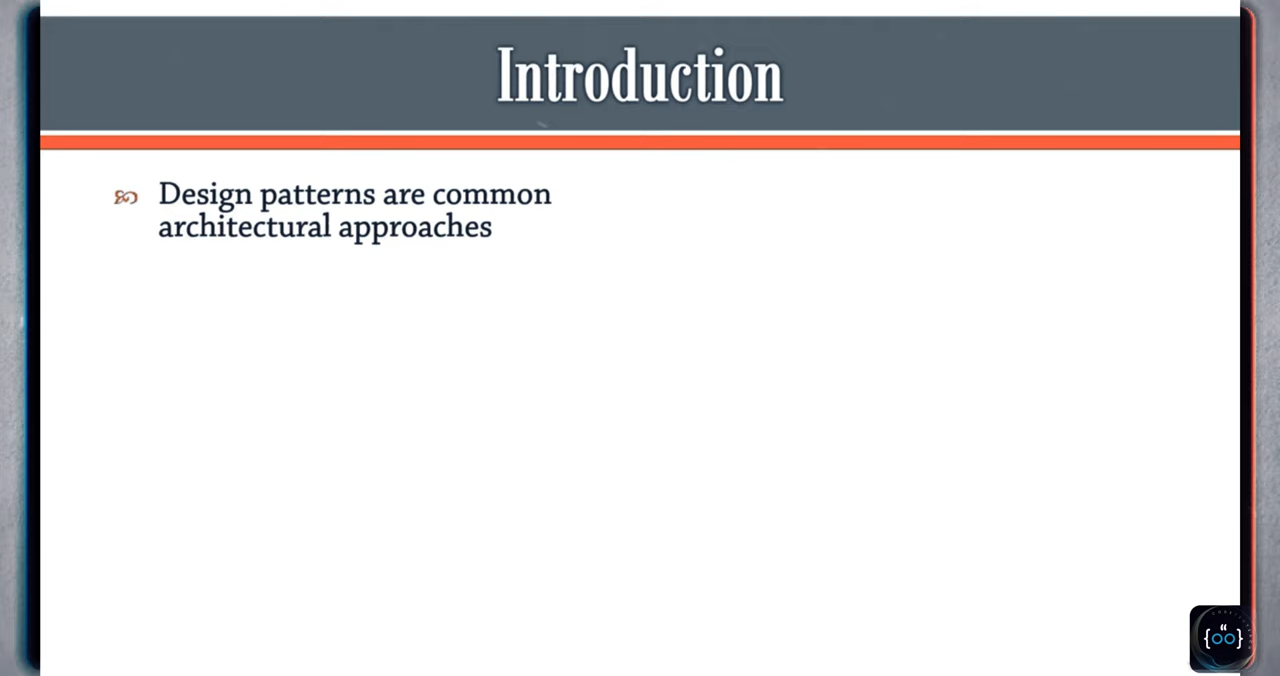 Introduction
Design patterns are common
architectural approaches